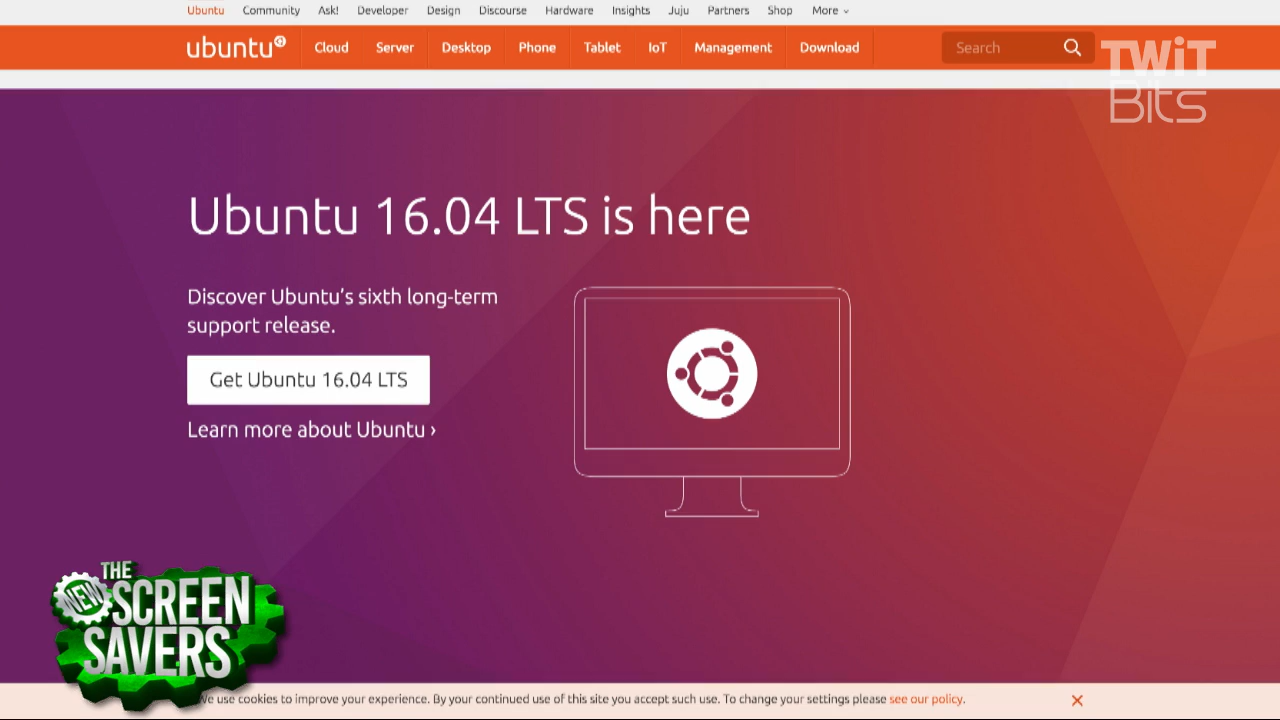 Ubuntu Community Ask! Developer Design Discourse Hardware Insights Juju Partners Shop More
ubuntu Cloud Server Desktop Phone Tablet IoT Management Download Search
TWiT
Bits
Ubuntu 16.04 LTS is here
Discover Ubuntu's sixth long-term
support release.
Get Ubuntu 16.04 LTS
Learn more about Ubuntu ›
THE
NEW SCREEN
SAVERS
We use cookies to improve your experience. By your continued use of this site you accept such use. To change your settings please see our policy.